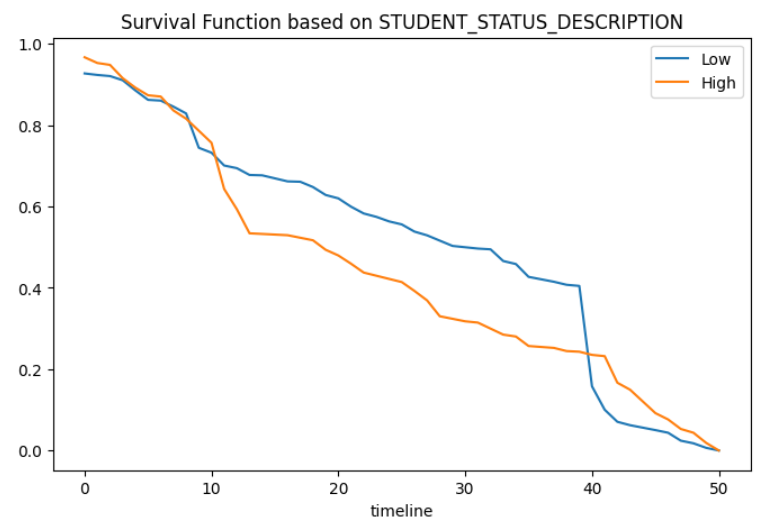 Survival Function based on STUDENT_STATUS_DESCRIPTION
Low
High
1.0
0.8
0.6
0.4
0.2
0.0
0 10 20 30 40 50
timeline